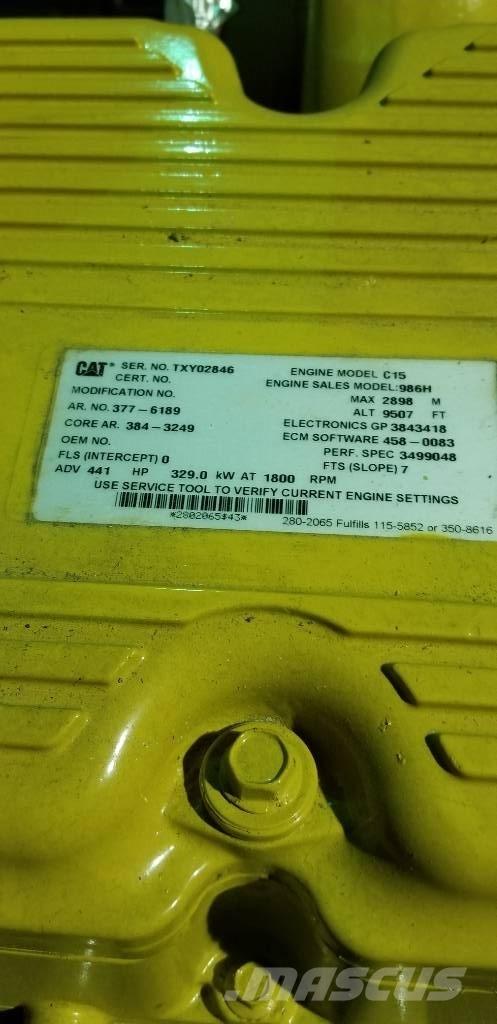 CAT® SER. NO. TXY02846 ENGINE MODEL C15
CERT. NO. ENGINE SALES MODEL:986H
MODIFICATION NO. MAX 2898 M
ALT 9507 FT
AR. NO. 377-6189 ELECTRONICS GP 3843418
CORE AR. 384-3249 ECM SOFTWARE 458-0083
OEM NO. PERF. SPEC 3499048
FLS (INTERCEPT) 0 FTS (SLOPE) 7
ADV 441 HP 329.0 kW AT 1800 RPM
USE SERVICE TOOL TO VERIFY CURRENT ENGINE SETTINGS
*2802065$43* 280-2065 Fulfills 115-5852 or 350-8616
MASCUS